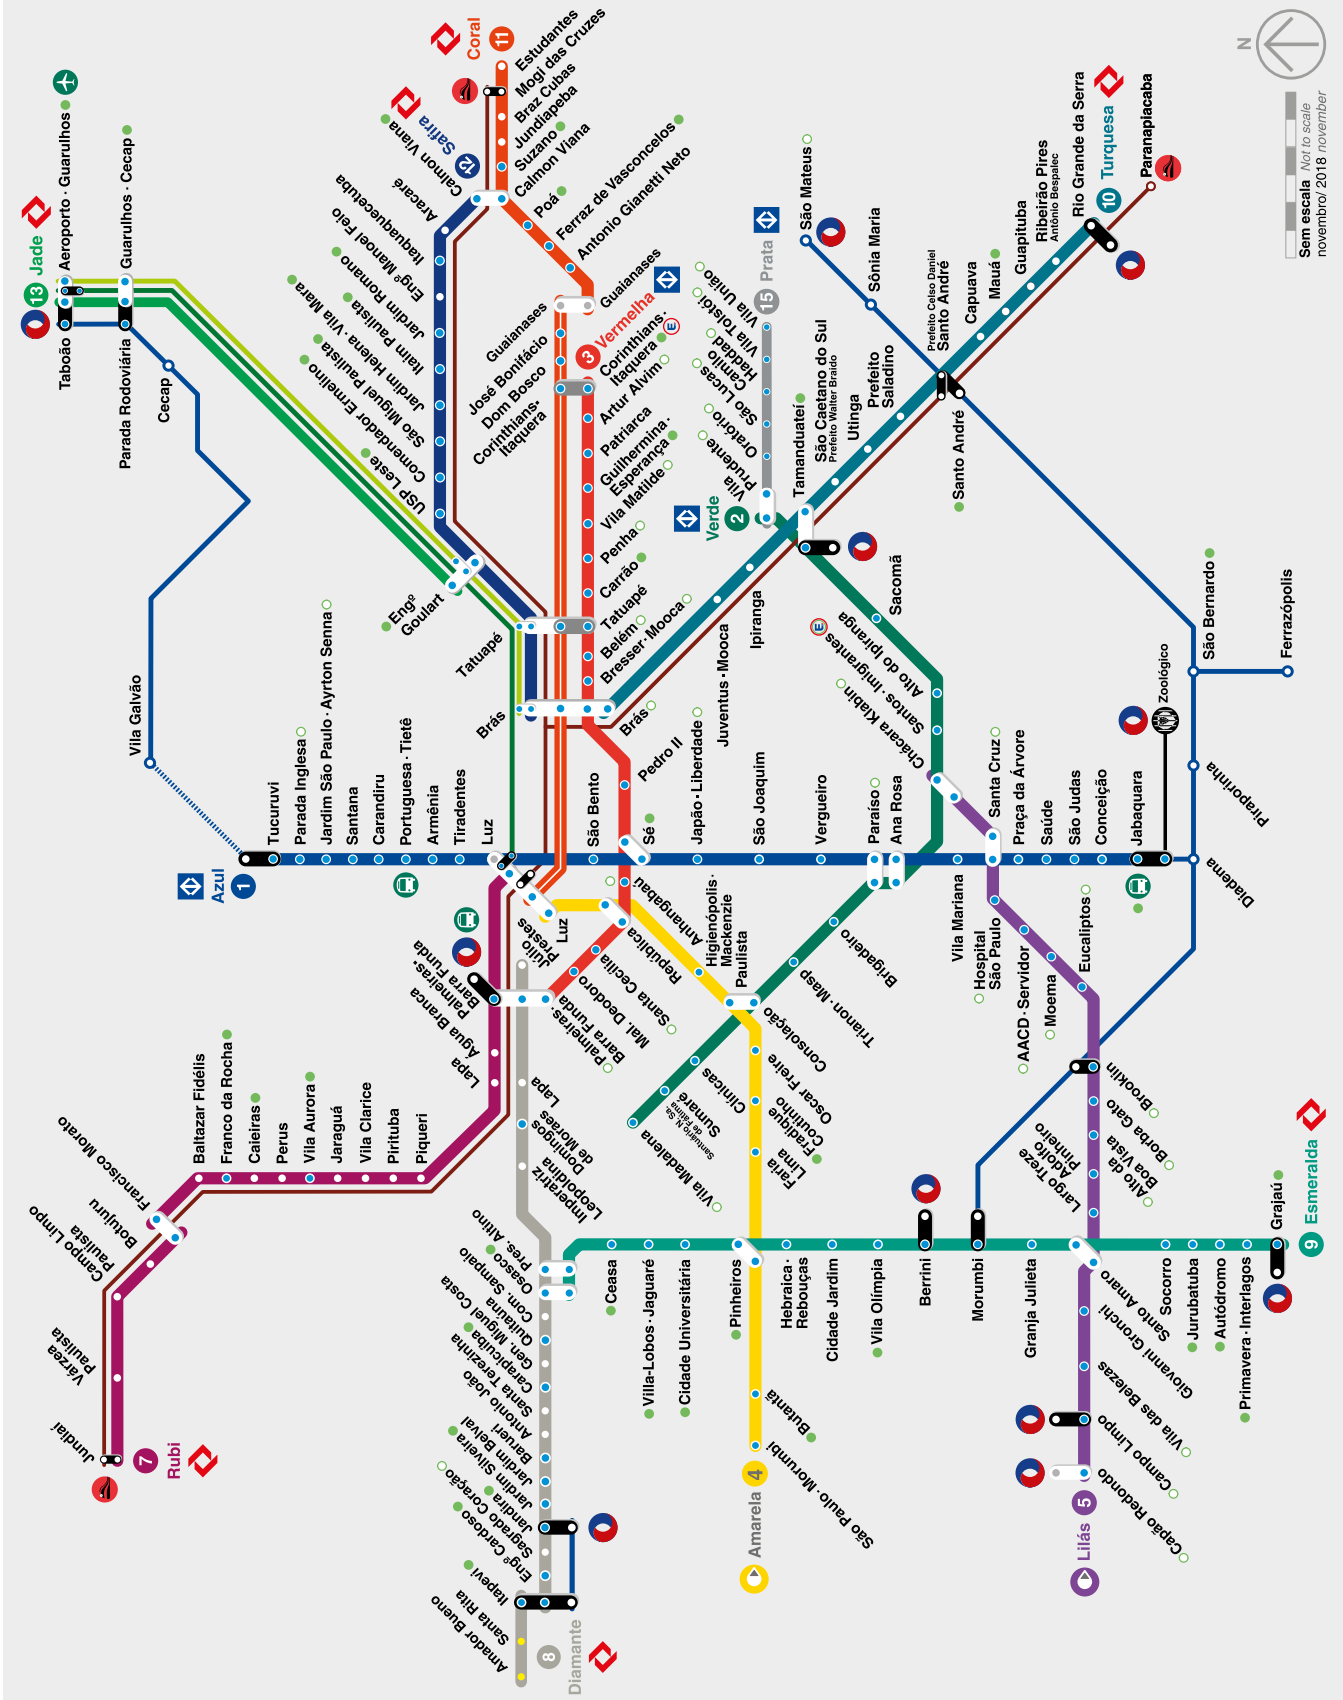 N
Sem escala Not to scale
novembro/ 2018 november
7
Rubi
Jundiaí
Várzea
Paulista
Campo Limpo
Paulista
Botujuru
Francisco Morato
Baltazar Fidélis
Franco da Rocha
Caieiras
Perus
Vila Aurora
Jaraguá
Vila Clarice
Pirituba
Piqueri
Lapa
Água Branca
Palmeiras·
Barra Funda
Júlio
Prestes
Luz
8
Diamante
Amador Bueno
Santa Rita
Itapevi
Engº Cardoso
Sagrado Coração
Jandira
Jardim Silveira
Jardim Belval
Barueri
Antonio João
Santa Terezinha
Carapicuíba
Gen. Miguel Costa
Quitaúna
Com. Sampaio
Osasco
Pres. Altino
Imperatriz
Leopoldina
Domingos
de Moraes
Lapa
Palmeiras·
Barra Funda
9
Esmeralda
Ceasa
Villa-Lobos·Jaguaré
Cidade Universitária
Pinheiros
Hebraica·
Rebouças
Cidade Jardim
Vila Olímpia
Berrini
Morumbi
Granja Julieta
Santo Amaro
Socorro
Jurubatuba
Autódromo
Primavera·Interlagos
Grajaú
Amarela
4
São Paulo·Morumbi
Butantã
Faria
Lima
Fradique
Coutinho
Oscar Freire
Paulista
Higienópolis·
Mackenzie
República
Luz
Lilás
5
Capão Redondo
Campo Limpo
Vila das Belezas
Giovanni Gronchi
Largo Treze
Adolfo
Pinheiro
Alto da
Boa Vista
Borba Gato
Brooklin
Eucaliptos
Moema
AACD·Servidor
Hospital
São Paulo
Santa Cruz
Chácara Klabin
Azul
1
Tucuruvi
Parada Inglesa
Jardim São Paulo·Ayrton Senna
Santana
Carandiru
Portuguesa·Tietê
Armênia
Tiradentes
São Bento
Sé
Japão·Liberdade
São Joaquim
Vergueiro
Paraíso
Ana Rosa
Vila Mariana
Praça da Árvore
Saúde
São Judas
Conceição
Jabaquara
Zoológico
Verde
2
Vila Madalena
Santuário N.Sa.
de Fátima
Sumaré
Clínicas
Consolação
Trianon·Masp
Brigadeiro
Santos·Imigrantes
Alto do Ipiranga
Sacomã
Tamanduateí
Vila
Prudente
15
Prata
Oratório
São Lucas
Camilo
Haddad
Vila Tolstói
Vila União
3
Vermelha
Corinthians·
Itaquera
Artur Alvim
Patriarca
Guilhermina·
Esperança
Vila Matilde
Penha
Carrão
Tatuapé
Belém
Bresser·Mooca
Brás
Pedro II
Anhangabaú
Santa Cecília
Mal. Deodoro
10
Turquesa
Rio Grande da Serra
Ribeirão Pires
Antônio Bespalec
Guapituba
Mauá
Capuava
Prefeito Celso Daniel
Santo André
Prefeito
Saladino
Utinga
São Caetano do Sul
Prefeito Walter Braido
Ipiranga
Juventus·Mooca
Paranapiacaba
Coral
11
Estudantes
Mogi das Cruzes
Braz Cubas
Jundiapeba
Suzano
Calmon Viana
Poá
Ferraz de Vasconcelos
Antonio Gianetti Neto
Guaianases
Guaianases
José Bonifácio
Dom Bosco
Corinthians·
Itaquera
12
Safira
Calmon Viana
Aracaré
Itaquaquecetuba
Engº Manoel Feio
Jardim Romano
Itaim Paulista
Jardim Helena·Vila Mara
São Miguel Paulista
Comendador Ermelino
USP Leste
Engº
Goulart
Tatuapé
Brás
13
Jade
Aeroporto·Guarulhos
Guarulhos·Cecap
Taboão
Parada Rodoviária
Cecap
Vila Galvão
São Mateus
Sônia Maria
Santo André
São Bernardo
Ferrazópolis
Piraporinha
Diadema
E
E